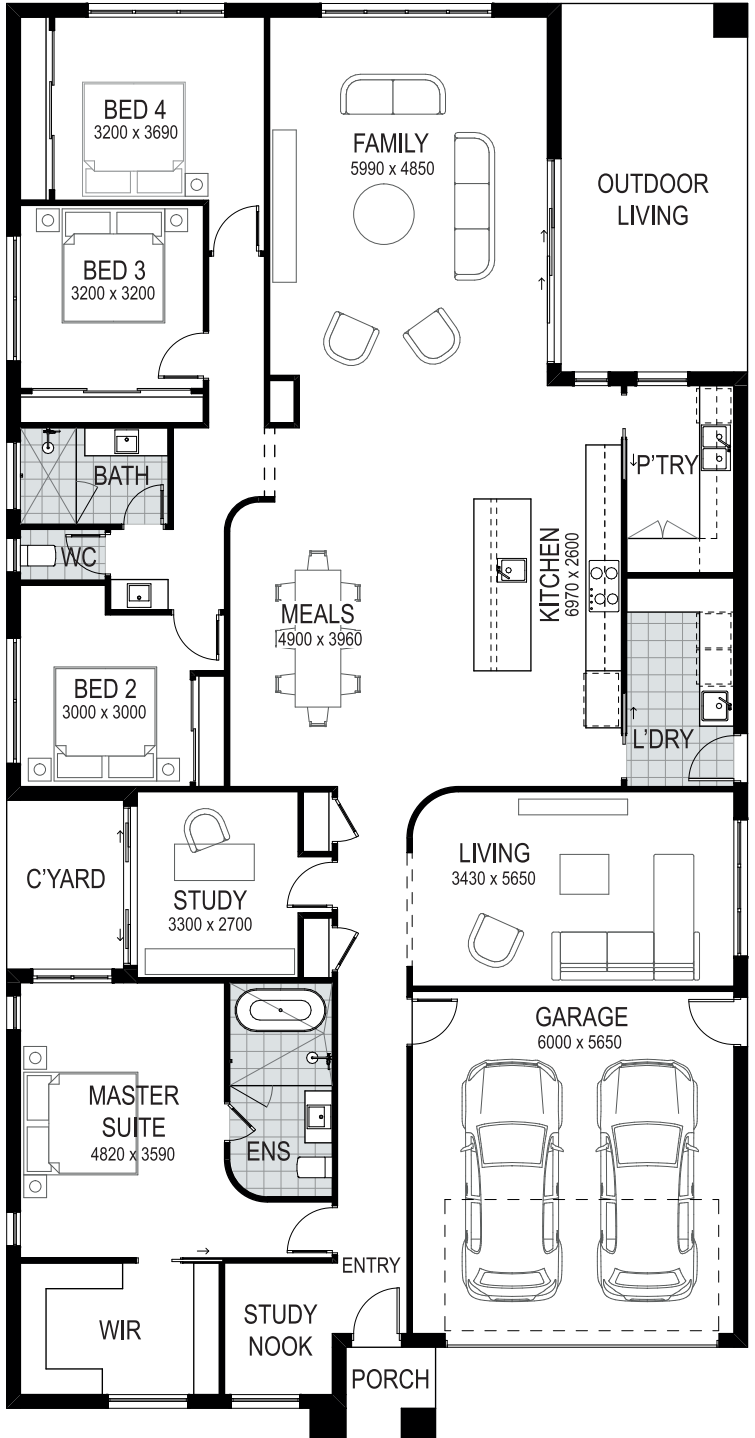 BED 4
3200 x 3690
FAMILY
5990 x 4850
OUTDOOR
LIVING
BED 3
3200 x 3200
BATH
P'TRY
WC
KITCHEN
6970 x 2600
MEALS
4900 x 3960
BED 2
3000 x 3000
L'DRY
C'YARD
STUDY
3300 x 2700
LIVING
3430 x 5650
GARAGE
6000 x 5650
MASTER
SUITE
4820 x 3590
ENS
ENTRY
WIR
STUDY
NOOK
PORCH